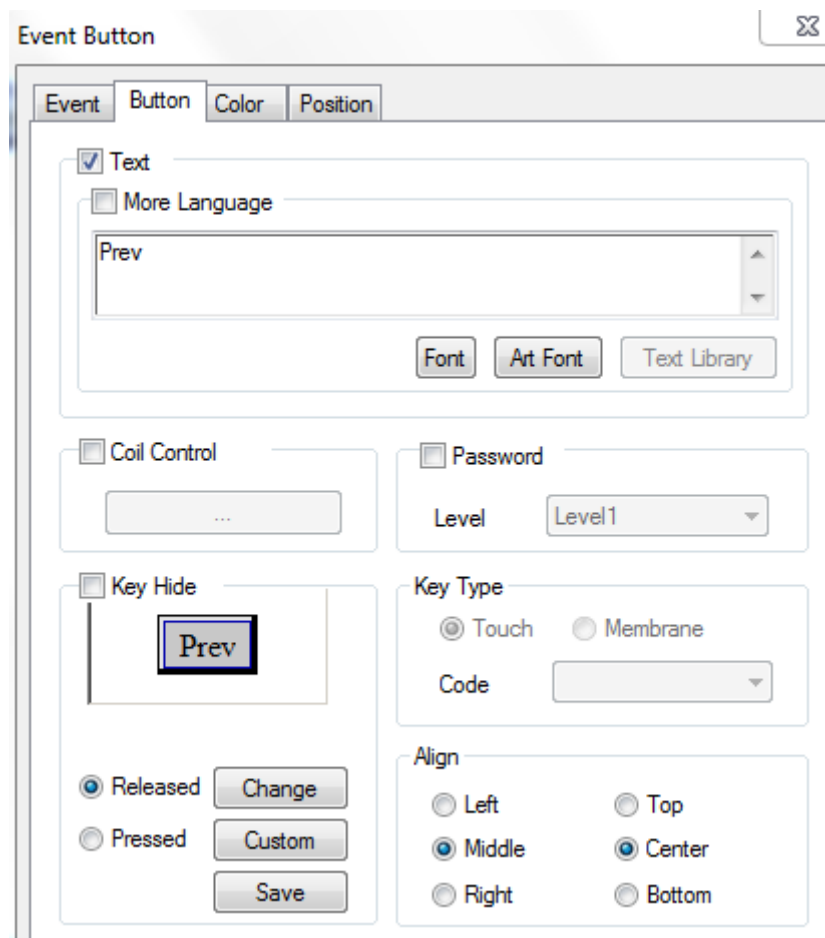 Event Button
Event Button Color Position
Text
More Language
Prev
Font Art Font Text Library
Coil Control
...
Password
Level Level1
Key Hide
Prev
Released Change
Pressed Custom
Save
Key Type
Touch Membrane
Code
Align
Left Top
Middle Center
Right Bottom